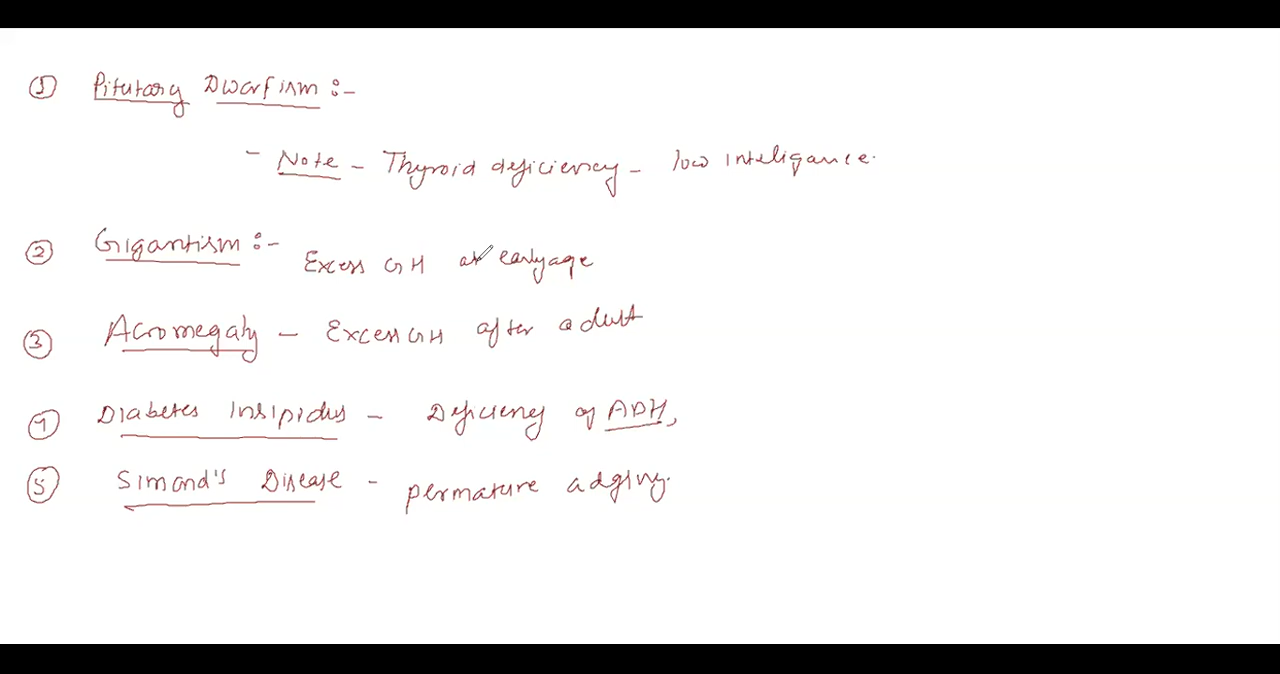 ① Pitutary Dwarfism :-
- Note - Thyroid deficiency - low inteligance.
② Gigantism :- Excess GH at earlyage
③ Acromegaly - Excess GH after adult
④ Diabetes Insipidus - Deficiency of ADH,
⑤ Simond's Disease - permature adging.